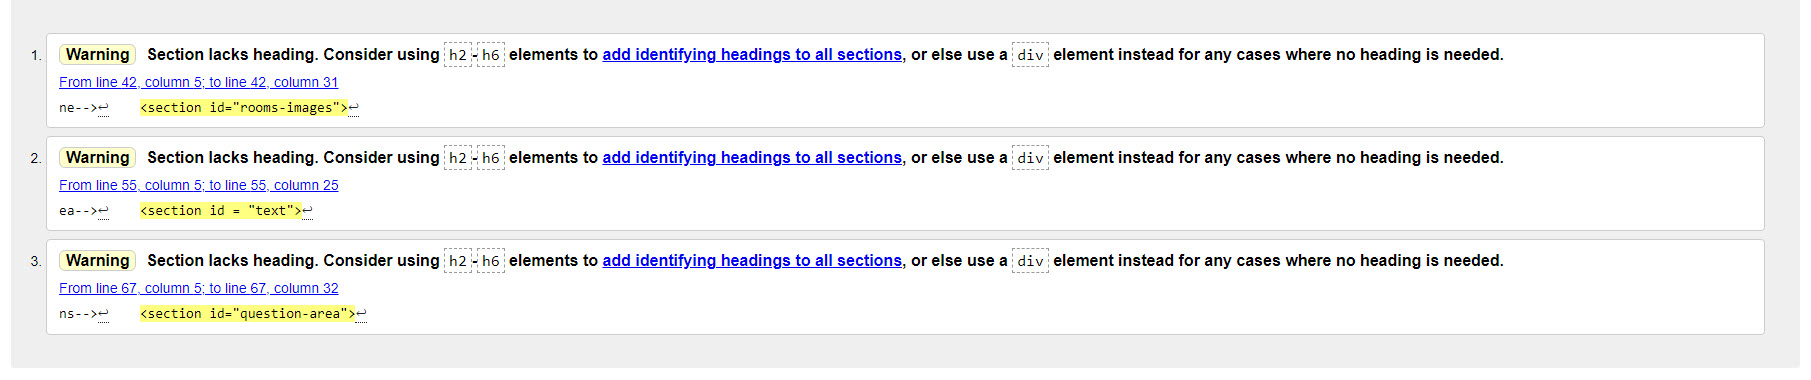 1. Warning Section lacks heading. Consider using h2-h6 elements to add identifying headings to all sections, or else use a div element instead for any cases where no heading is needed.
From line 42, column 5; to line 42, column 31
ne-->↩ <section id="rooms-images">↩
2. Warning Section lacks heading. Consider using h2-h6 elements to add identifying headings to all sections, or else use a div element instead for any cases where no heading is needed.
From line 55, column 5; to line 55, column 25
ea-->↩ <section id = "text">↩
3. Warning Section lacks heading. Consider using h2-h6 elements to add identifying headings to all sections, or else use a div element instead for any cases where no heading is needed.
From line 67, column 5; to line 67, column 32
ns-->↩ <section id="question-area">↩